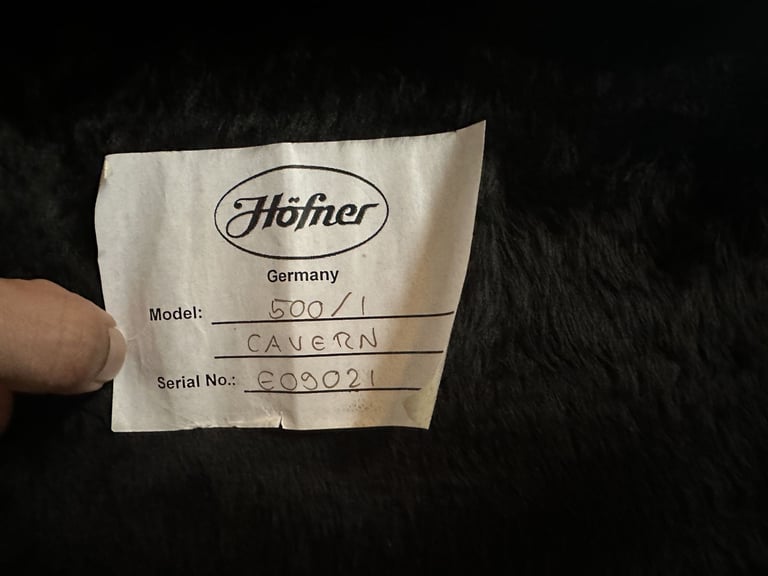 Höfner
Germany
Model: 500/1
CAVERN
Serial No.: E09021